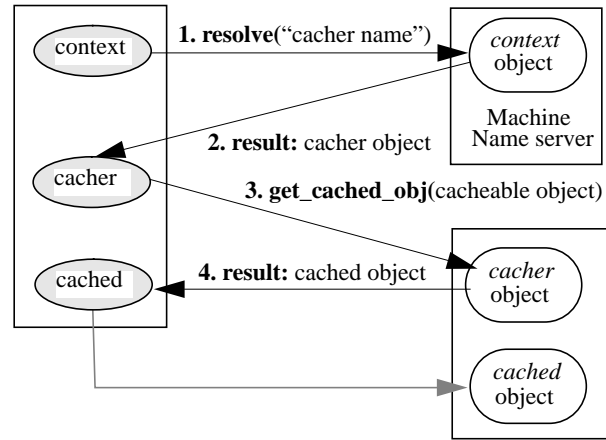 context
1. resolve(“cacher name”)
context
object
Machine
Name server
2. result: cacher object
cacher
3. get_cached_obj(cacheable object)
cached
4. result: cached object
cacher
object
cached
object